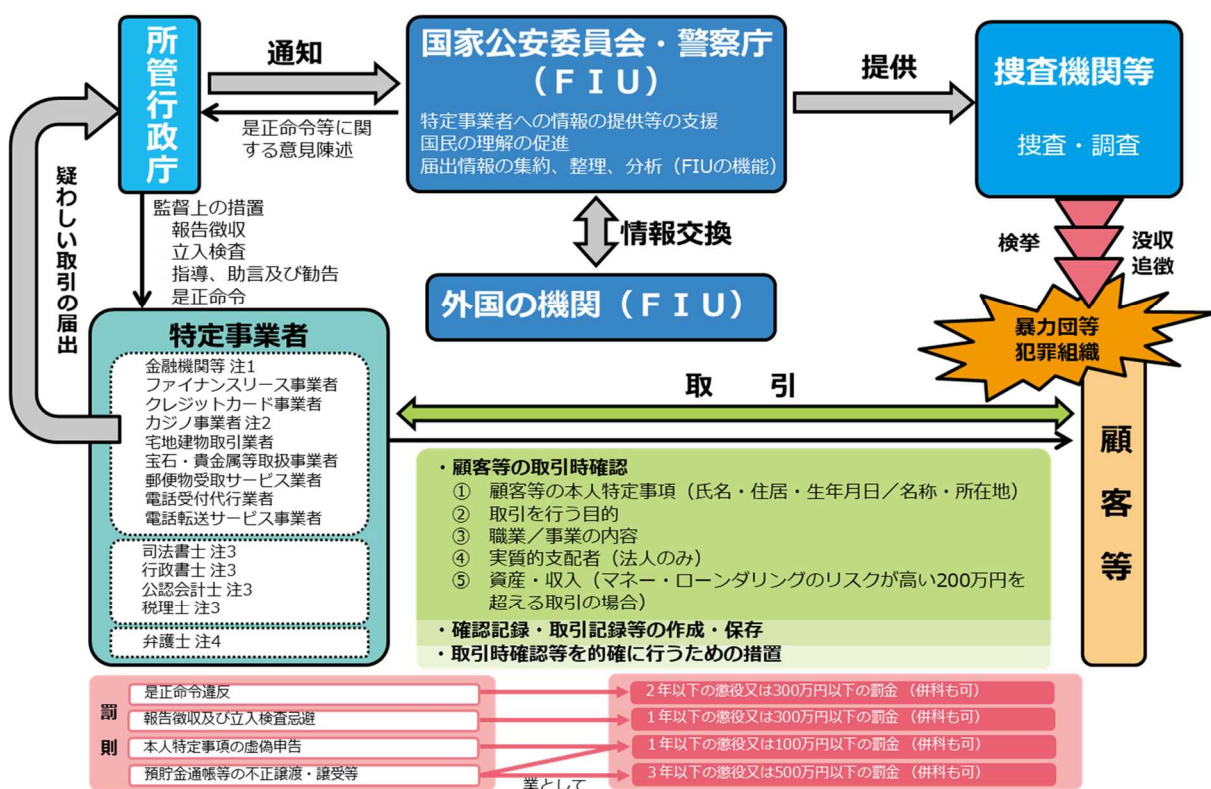 所管行政庁
通知
国家公安委員会・警察庁
（ＦＩＵ）
特定事業者への情報の提供等の支援
国民の理解の促進
届出情報の集約、整理、分析（FIUの機能）
提供
捜査機関等
捜査・調査
是正命令等に関
する意見陳述
疑わしい取引の届出
監督上の措置
報告徴収
立入検査
指導、助言及び勧告
是正命令
情報交換
外国の機関（ＦＩＵ）
検挙
没収
追徴
暴力団等
犯罪組織
特定事業者
金融機関等 注1
ファイナンスリース事業者
クレジットカード事業者
カジノ事業者 注2
宅地建物取引業者
宝石・貴金属等取扱事業者
郵便物受取サービス業者
電話受付代行業者
電話転送サービス事業者
司法書士 注3
行政書士 注3
公認会計士 注3
税理士 注3
弁護士 注4
取　引
顧客等
・顧客等の取引時確認
① 顧客等の本人特定事項（氏名・住居・生年月日／名称・所在地）
② 取引を行う目的
③ 職業／事業の内容
④ 実質的支配者（法人のみ）
⑤ 資産・収入（マネー・ローンダリングのリスクが高い200万円を
超える取引の場合）
・確認記録・取引記録等の作成・保存
・取引時確認等を的確に行うための措置
罰則
是正命令違反
２年以下の懲役又は300万円以下の罰金 （併科も可）
報告徴収及び立入検査忌避
１年以下の懲役又は300万円以下の罰金 （併科も可）
本人特定事項の虚偽申告
１年以下の懲役又は100万円以下の罰金 （併科も可）
預貯金通帳等の不正譲渡・譲受等
３年以下の懲役又は500万円以下の罰金 （併科も可）
業として